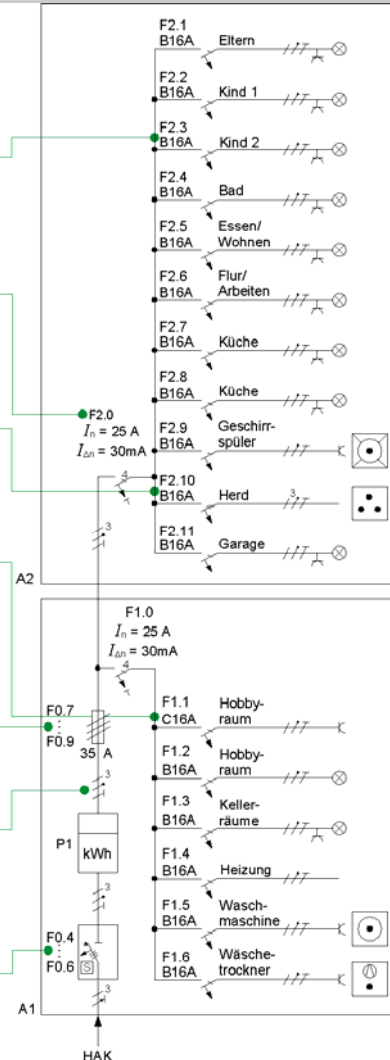 F2.1
B16A Eltern
F2.2
B16A Kind 1
F2.3
B16A Kind 2
F2.4
B16A Bad
F2.5 Essen/
B16A Wohnen
F2.6 Flur/
B16A Arbeiten
F2.7
B16A Küche
F2.8
B16A Küche
F2.0
Iₙ = 25 A
I∆n = 30mA
F2.9 Geschirr-
B16A spüler
4
F2.10
B16A Herd 3
3
F2.11
B16A Garage
A2
F1.0
Iₙ = 25 A
I∆n = 30mA
4
F0.7
F0.9
35 A
F1.1 Hobby-
C16A raum
3
F1.2 Hobby-
B16A raum
P1
kWh
F1.3 Keller-
B16A räume
F1.4
B16A Heizung
3
F1.5 Wasch-
B16A maschine
F0.4
F0.6
S
F1.6 Wäsche-
B16A trockner
3
A1
HAK